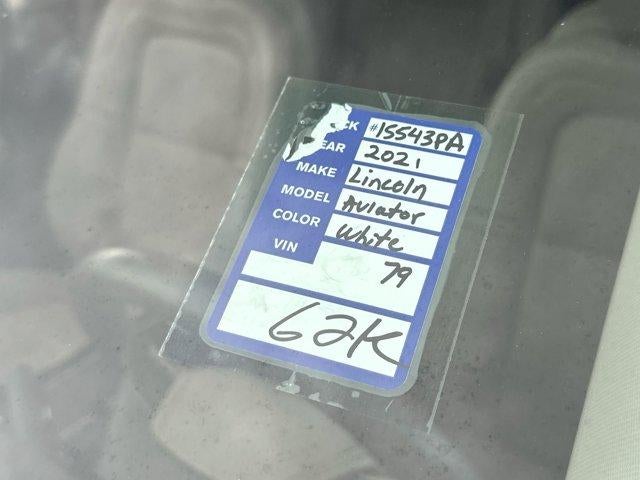 CK #15543PA
EAR 2021
MAKE Lincoln
MODEL Aviator
COLOR White
VIN 79
62K